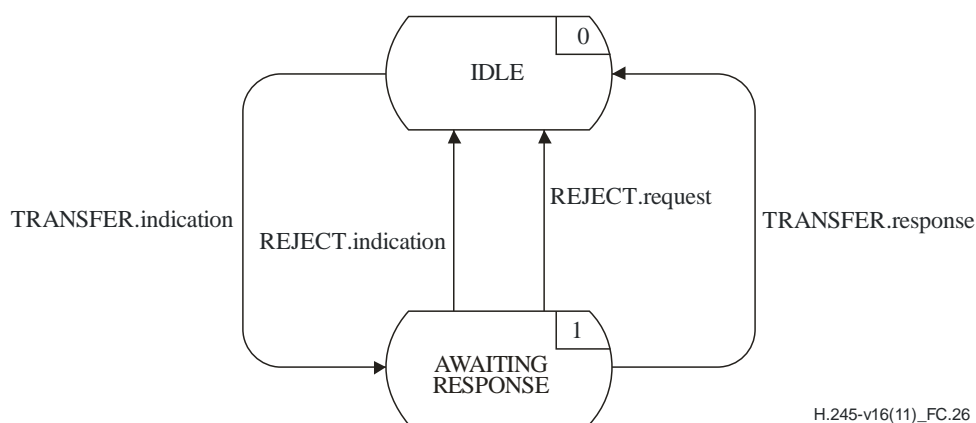 0
IDLE
REJECT.request
TRANSFER.indication
TRANSFER.response
REJECT.indication
1
AWAITING
RESPONSE
H.245-v16(11)_FC.26